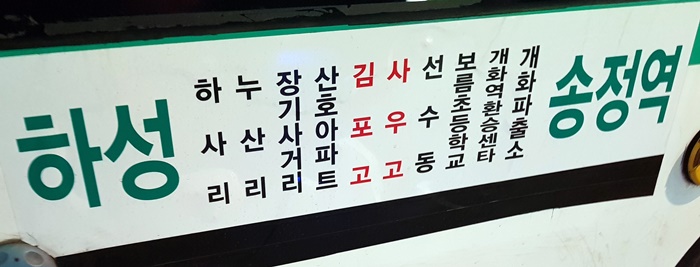 하성
하사리
누산리
장기사거리
산호아파트
김포고
사우고
선수동
보름초등학교
개화역환승센타
개화파출소
송정역